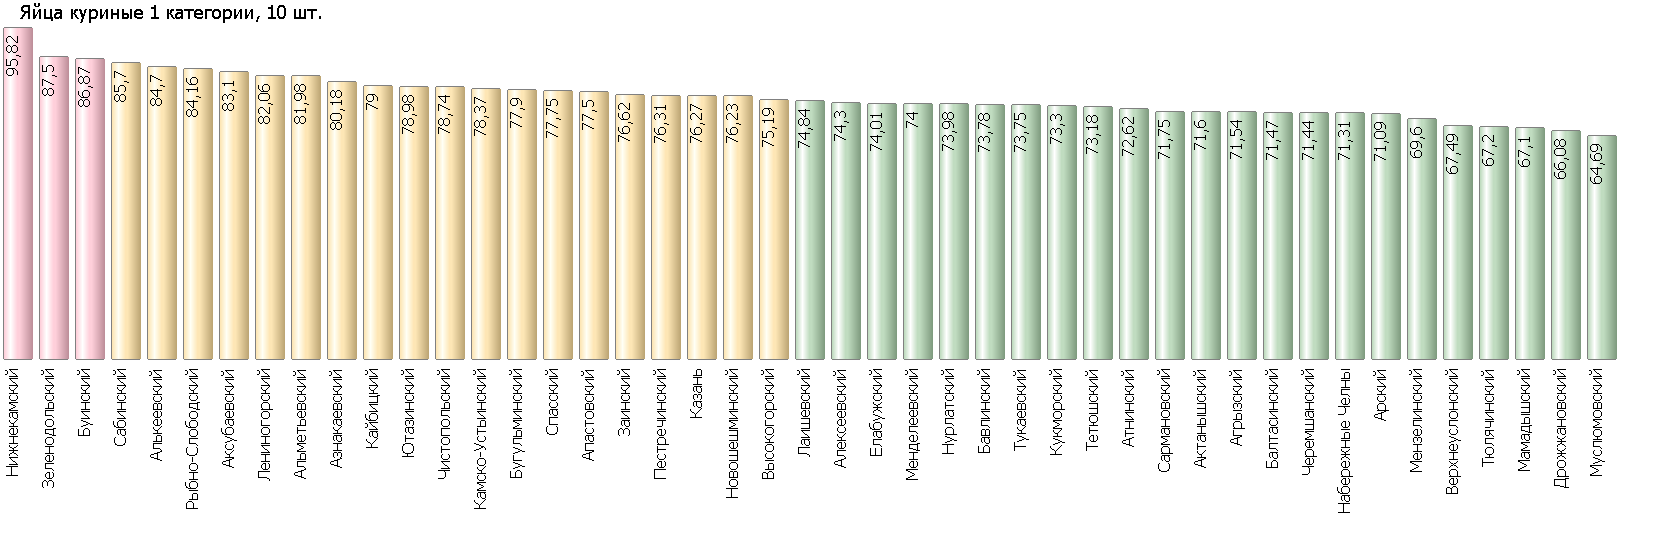 Яйца куриные 1 категории, 10 шт.
95,82
87,5
86,87
85,7
84,7
84,16
83,1
82,06
81,98
80,18
79
78,98
78,74
78,37
77,9
77,75
77,5
76,62
76,31
76,27
76,23
75,19
74,84
74,3
74,01
74
73,98
73,78
73,75
73,3
73,18
72,62
71,75
71,6
71,54
71,47
71,44
71,31
71,09
69,6
67,49
67,2
67,1
66,08
64,69
Нижнекамский
Зеленодольский
Буинский
Сабинский
Алькеевский
Рыбно-Слободский
Аксубаевский
Лениногорский
Альметьевский
Азнакаевский
Кайбицкий
Ютазинский
Чистопольский
Камско-Устьинский
Бугульминский
Спасский
Апастовский
Заинский
Пестречинский
Казань
Новошешминский
Высокогорский
Лаишевский
Алексеевский
Елабужский
Менделеевский
Нурлатский
Бавлинский
Тукаевский
Кукморский
Тетюшский
Атнинский
Сармановский
Актанышский
Агрызский
Балтасинский
Черемшанский
Набережные Челны
Арский
Мензелинский
Верхнеуслонский
Тюлячинский
Мамадышский
Дрожжановский
Муслюмовский